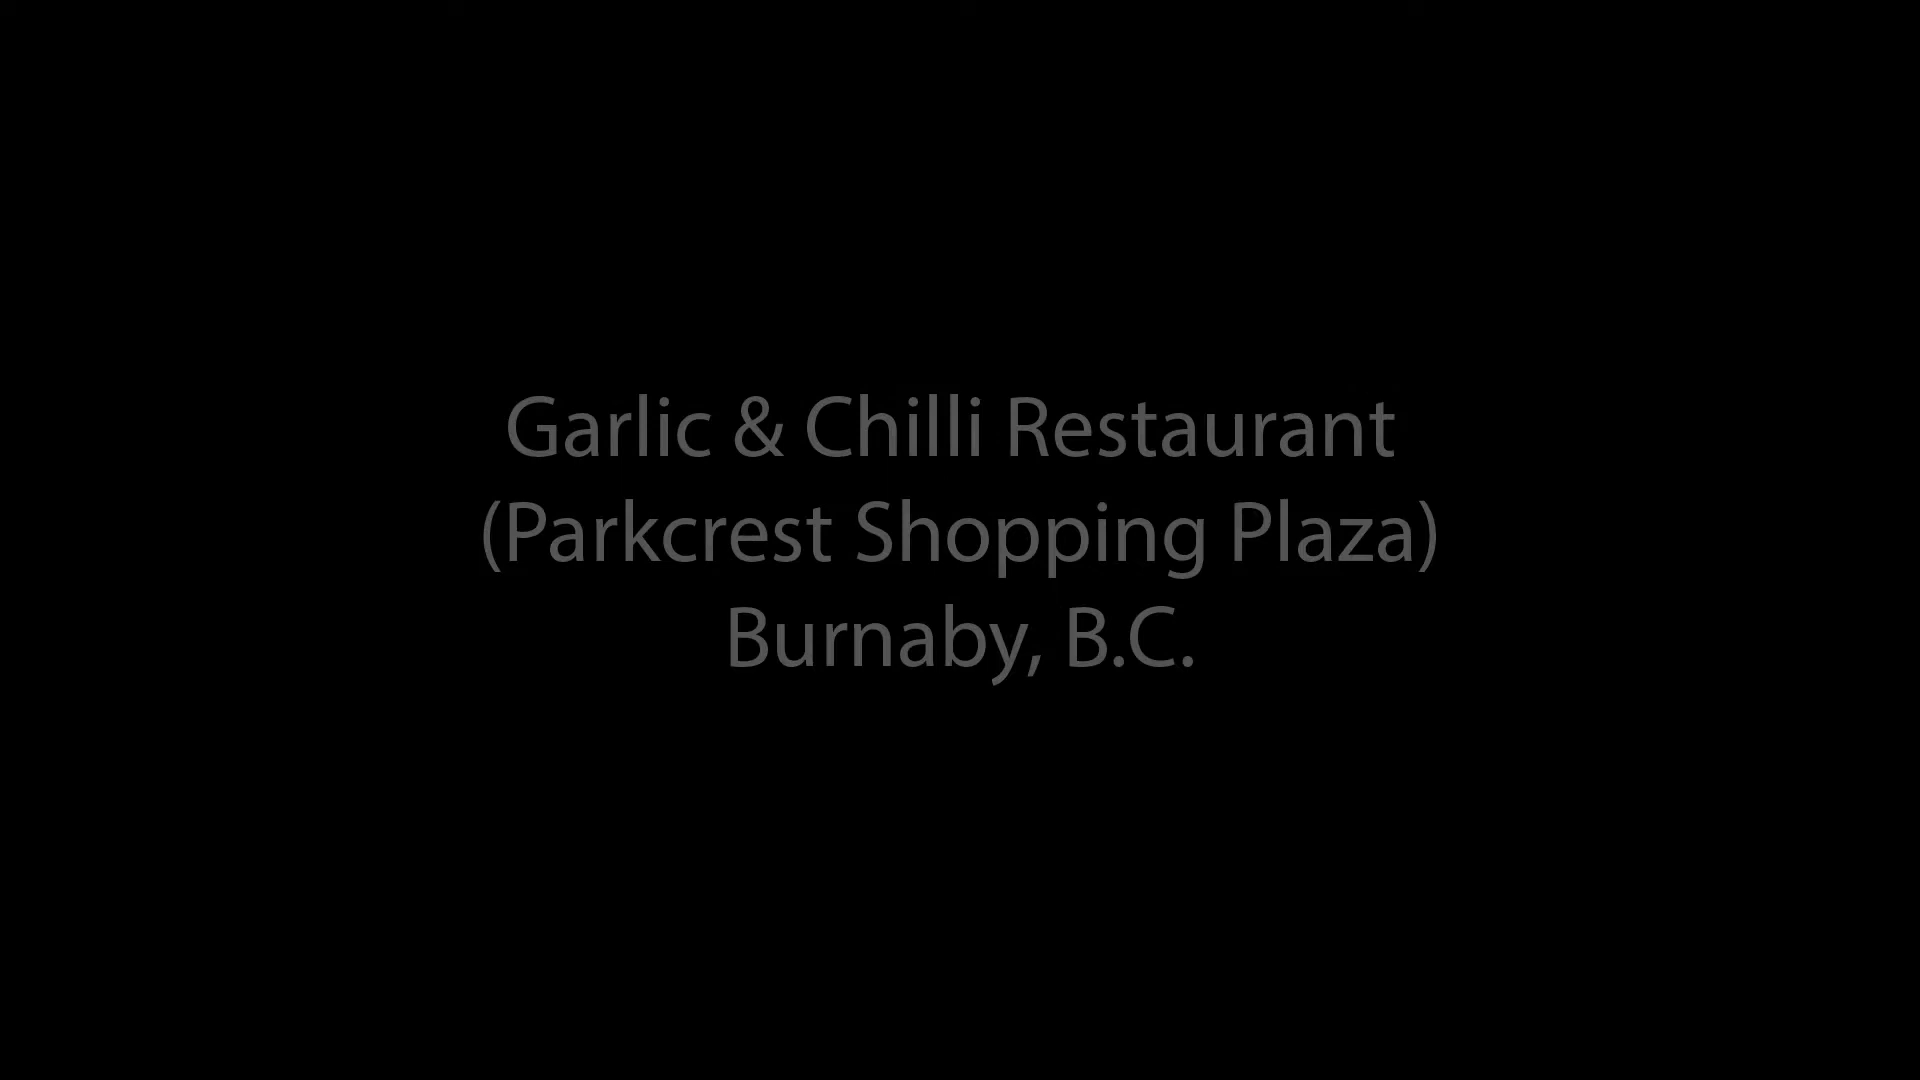 Garlic & Chilli Restaurant
(Parkcrest Shopping Plaza)
Burnaby, B.C.